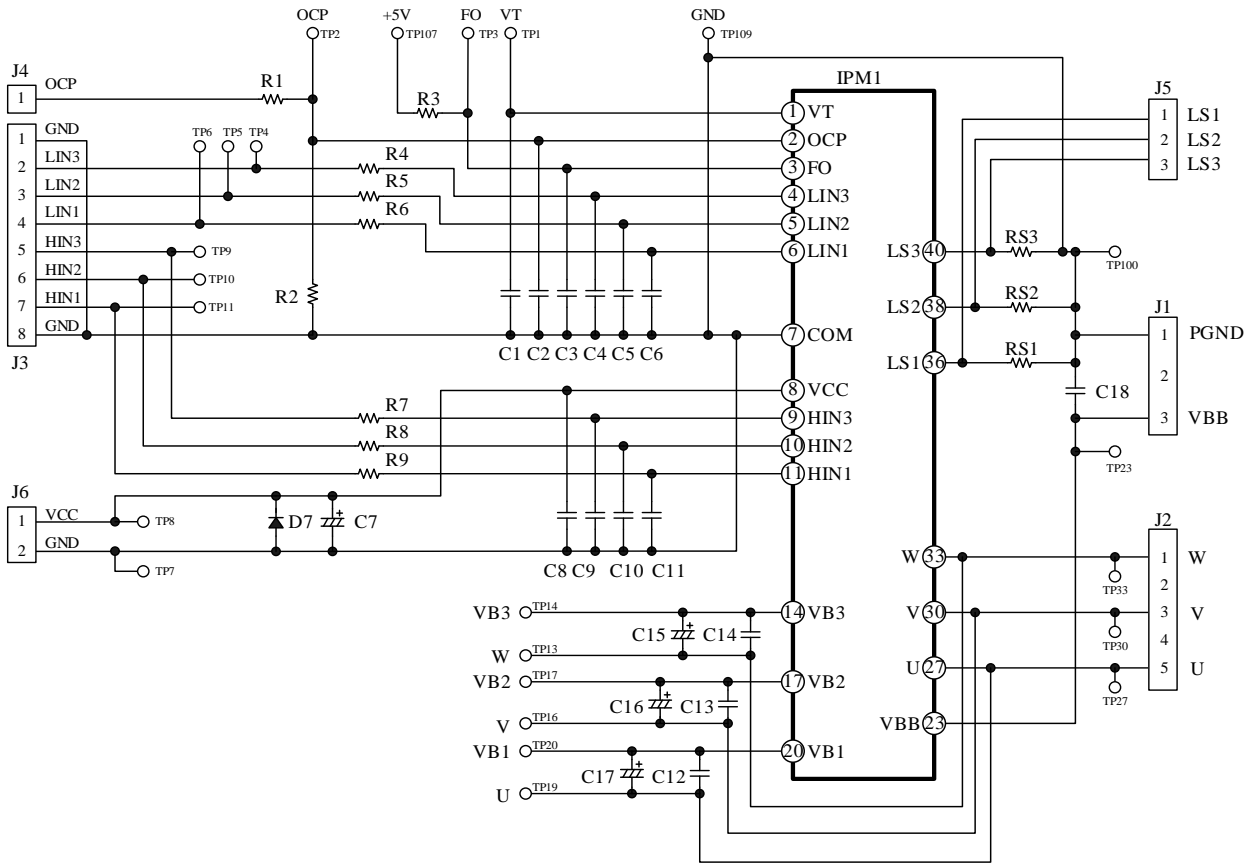 OCP +5V FO VT GND
TP2 TP107 TP3 TP1 TP109
J4 OCP R1 R3 IPM1 J5
1
1 VT 1 LS1
J3
1 GND
2 LIN3
3 LIN2
4 LIN1
5 HIN3
6 HIN2
7 HIN1
8 GND
TP6 TP5 TP4
R4
R5
R6
TP9
TP10
TP11
R2
C1 C2 C3 C4 C5 C6
2 OCP
3 FO
4 LIN3
5 LIN2
6 LIN1
7 COM
8 VCC
9 HIN3
10 HIN2
11 HIN1
2 LS2
3 LS3
LS3 40 RS3
TP100
LS2 38 RS2
LS1 36 RS1
J1
1 PGND
2
3 VBB
C18
TP23
R7
R8
R9
J6
1 VCC
2 GND
TP8
TP7
D7 C7
C8 C9 C10 C11
VB3 TP14 C15 C14 14 VB3
W TP13
VB2 TP17 C16 C13 17 VB2
V TP16
VB1 TP20 C17 C12 20 VB1
U TP19
W 33
V 30
U 27
VBB 23
TP33
TP30
TP27
J2
1 W
2
3 V
4
5 U